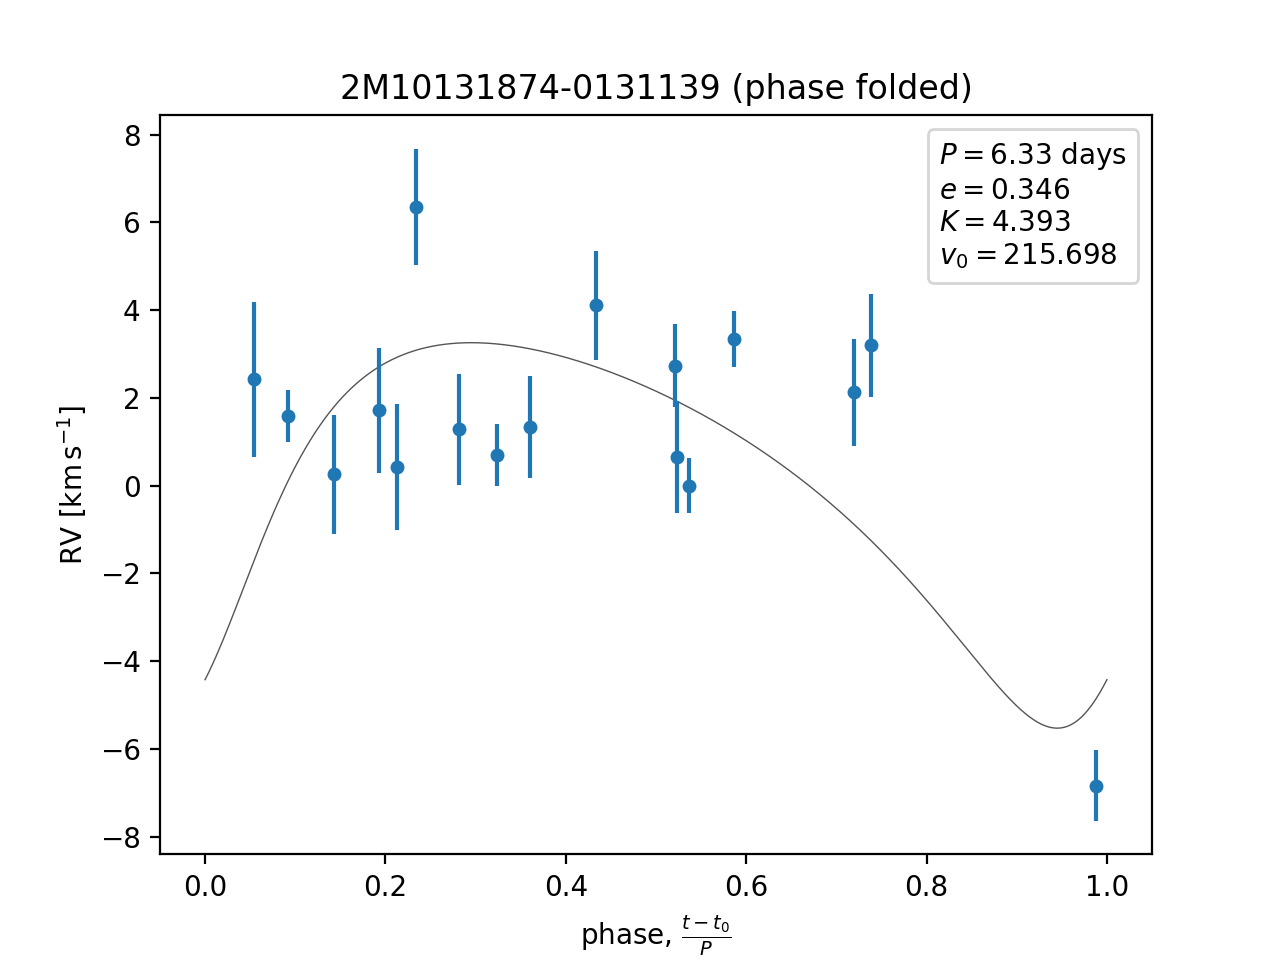 2M10131874-0131139 (phase folded)
P = 6.33 days
e = 0.346
K = 4.393
v₀ = 215.698
8
6
4
2
0
−2
−4
−6
−8
RV [km s⁻¹]
0.0 0.2 0.4 0.6 0.8 1.0
phase, (t − t₀)/P